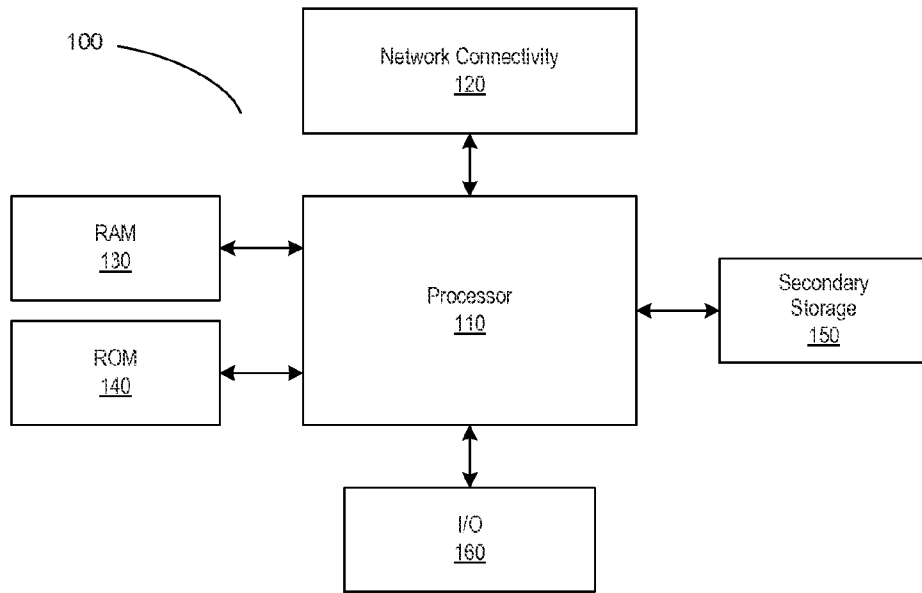 100
Network Connectivity
120
RAM
130
Processor
110
Secondary
Storage
150
ROM
140
I/O
160